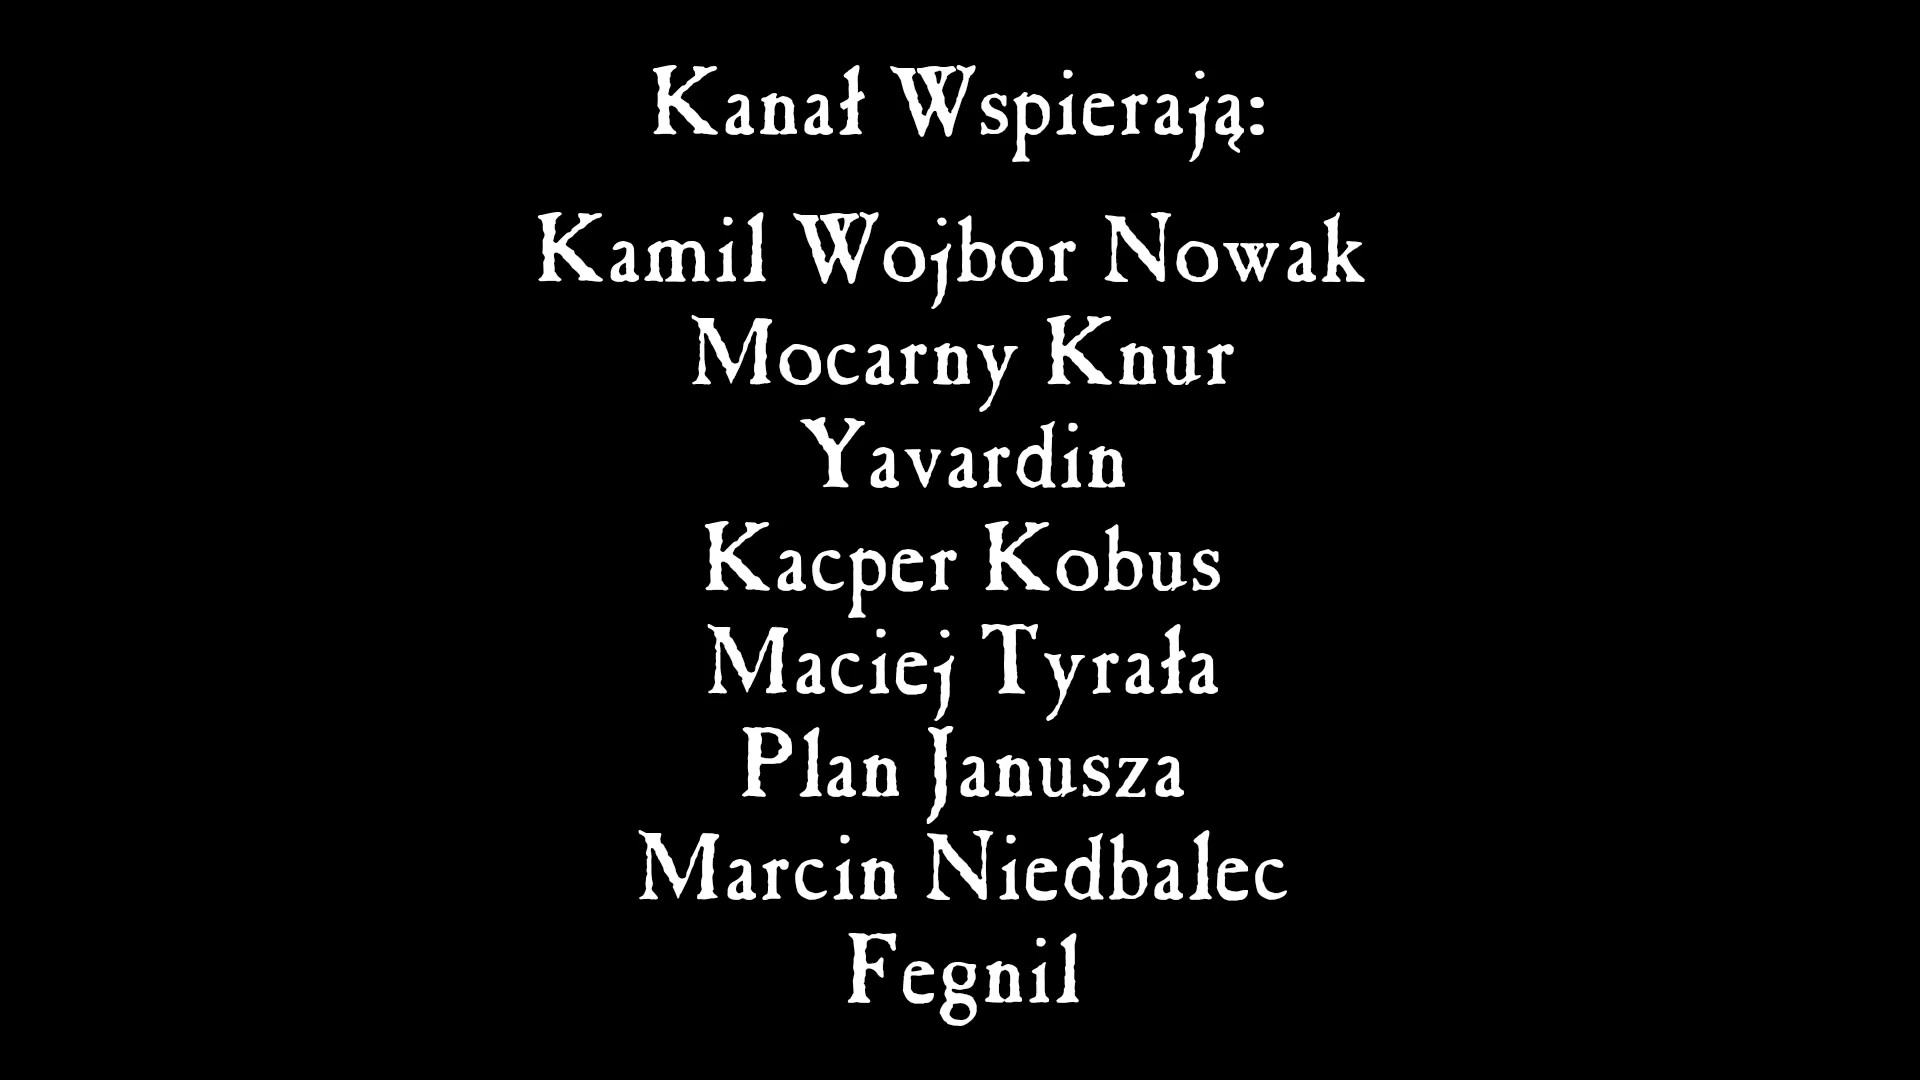 Kanał Wspierają:
Kamil Wojbor Nowak
Mocarny Knur
Yavardin
Kacper Kobus
Maciej Tyrała
Plan Janusza
Marcin Niedbalec
Fegnil